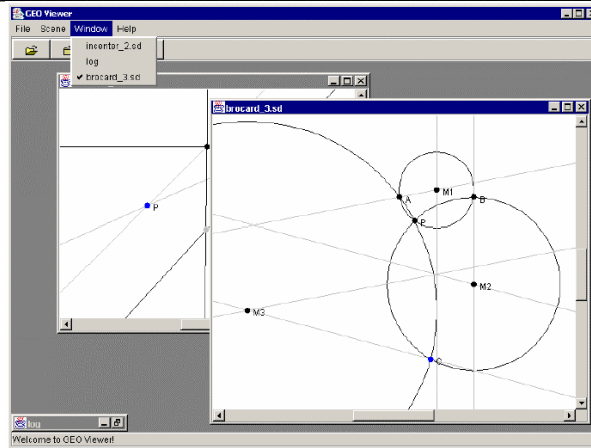 GEO Viewer
File Scene Window Help
incenter_2.sd
log
brocard_3.sd
brocard_3.sd
P
A
M1
B
P
M2
M3
C
log
Welcome to GEO Viewer!